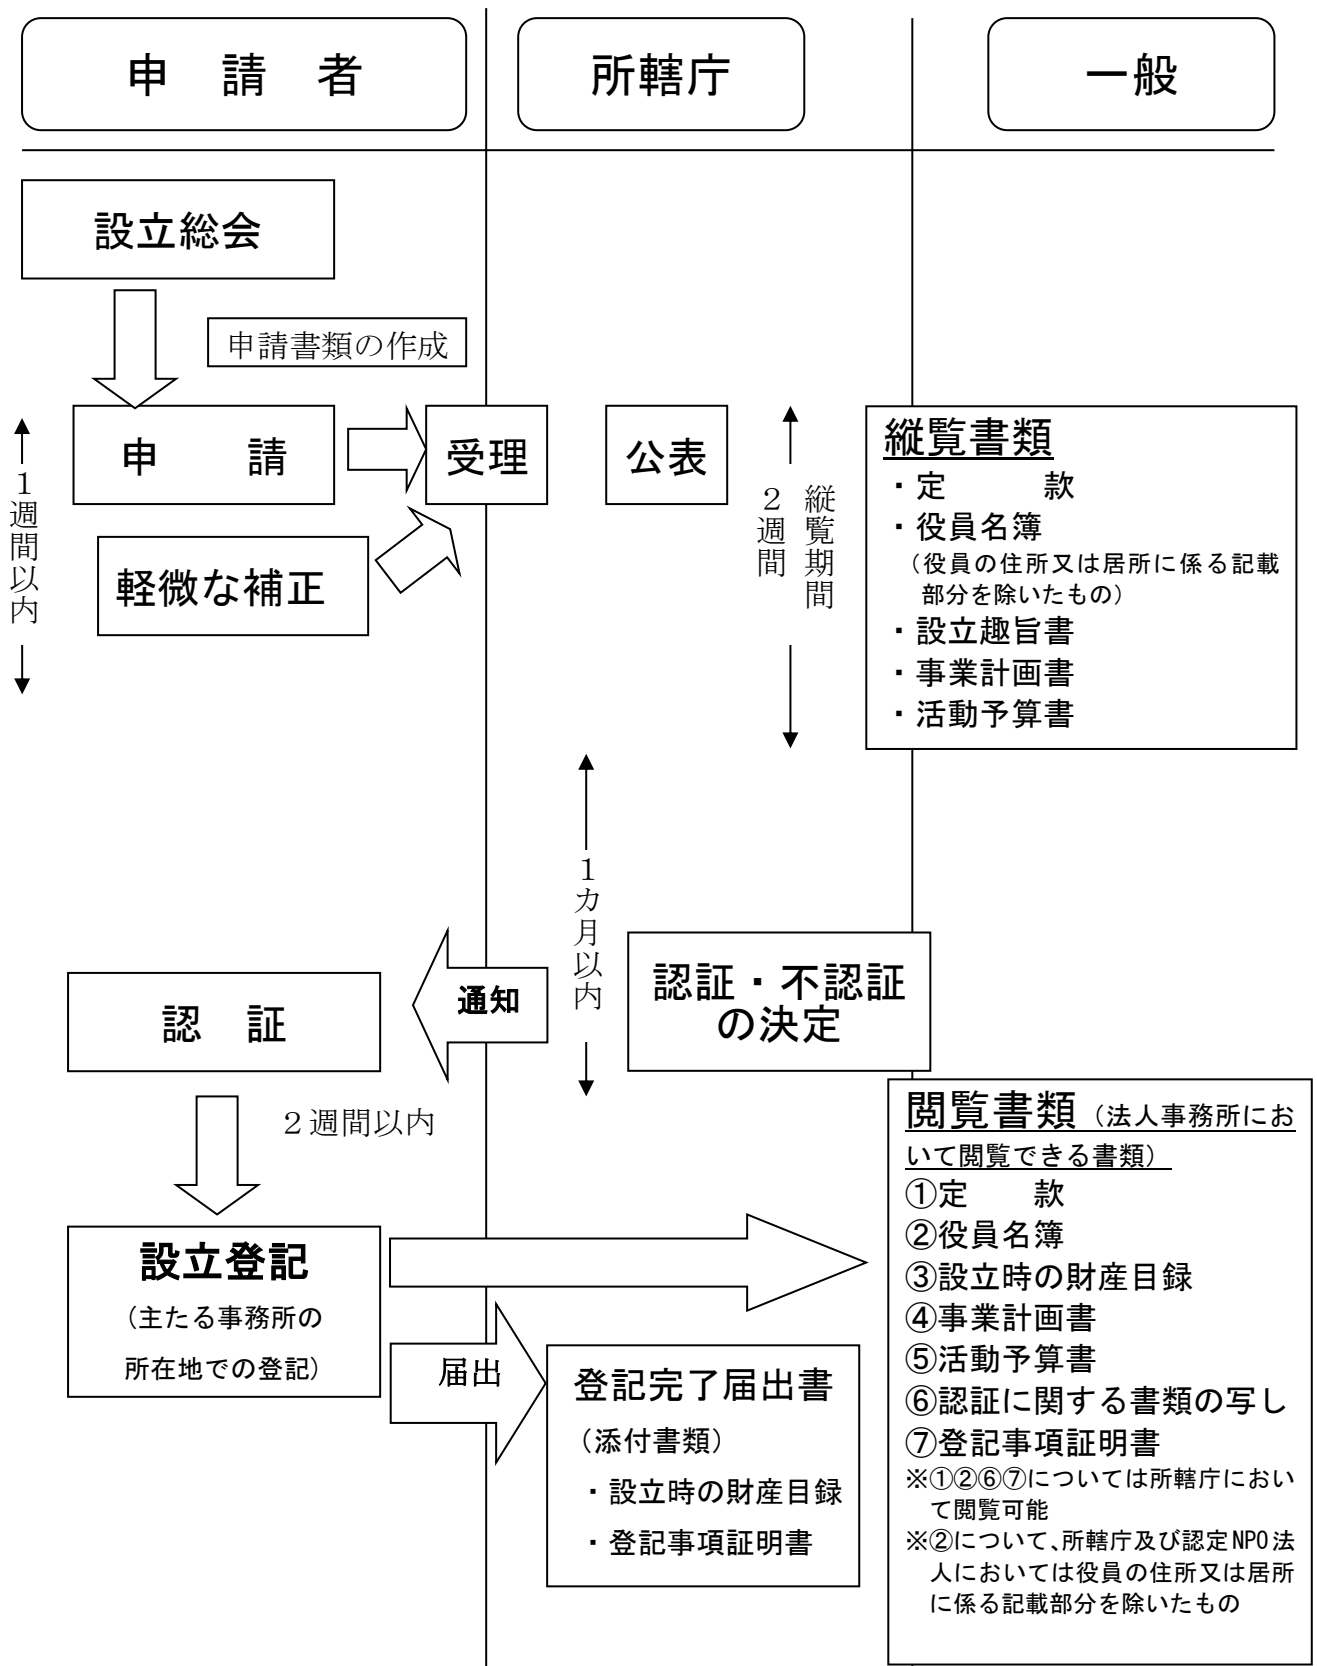 申　請　者
所轄庁
一般
設立総会
申請書類の作成
申　　請
受理
公表
１週間以内
軽微な補正
縦覧期間
２週間
縦覧書類
・定　　　款
・役員名簿
（役員の住所又は居所に係る記載
部分を除いたもの）
・設立趣旨書
・事業計画書
・活動予算書
１カ月以内
認証・不認証
の決定
通知
認　証
２週間以内
設立登記
（主たる事務所の
所在地での登記）
届出
登記完了届出書
（添付書類）
・設立時の財産目録
・登記事項証明書
閲覧書類（法人事務所にお
いて閲覧できる書類）
①定　　款
②役員名簿
③設立時の財産目録
④事業計画書
⑤活動予算書
⑥認証に関する書類の写し
⑦登記事項証明書
※①②⑥⑦については所轄庁におい
て閲覧可能
※②について、所轄庁及び認定NPO法
人においては役員の住所又は居所
に係る記載部分を除いたもの